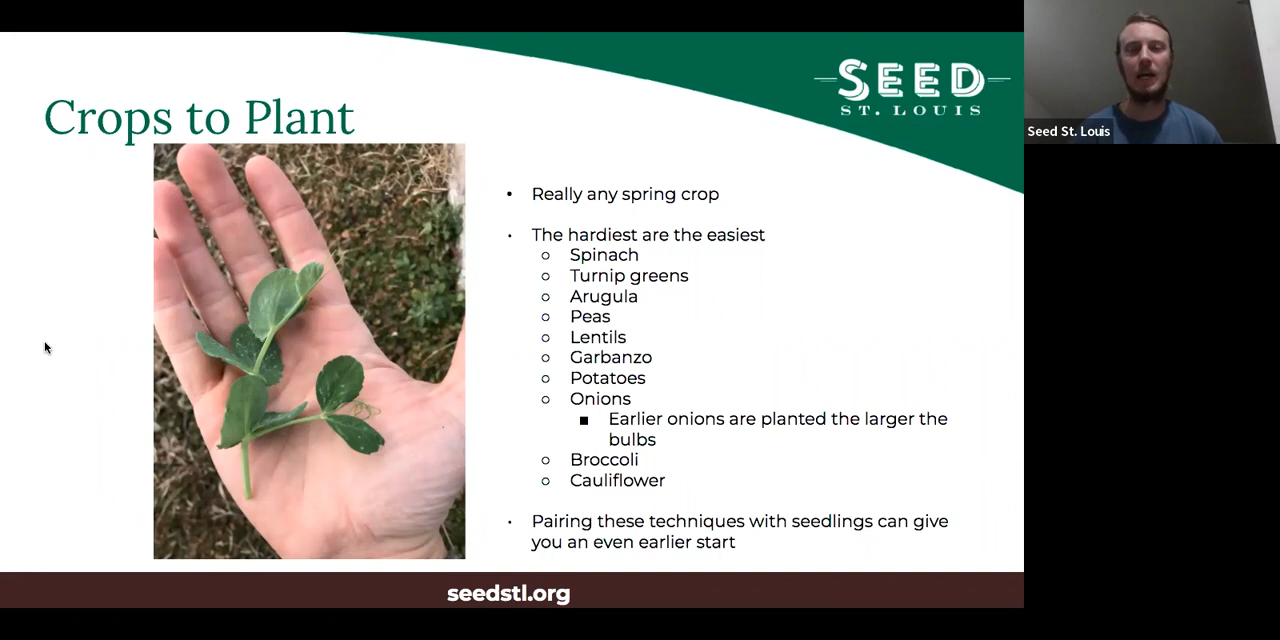 SEED
ST. LOUIS
Seed St. Louis
Crops to Plant
• Really any spring crop
• The hardiest are the easiest
○ Spinach
○ Turnip greens
○ Arugula
○ Peas
○ Lentils
○ Garbanzo
○ Potatoes
○ Onions
■ Earlier onions are planted the larger the
bulbs
○ Broccoli
○ Cauliflower
• Pairing these techniques with seedlings can give
you an even earlier start
seedstl.org